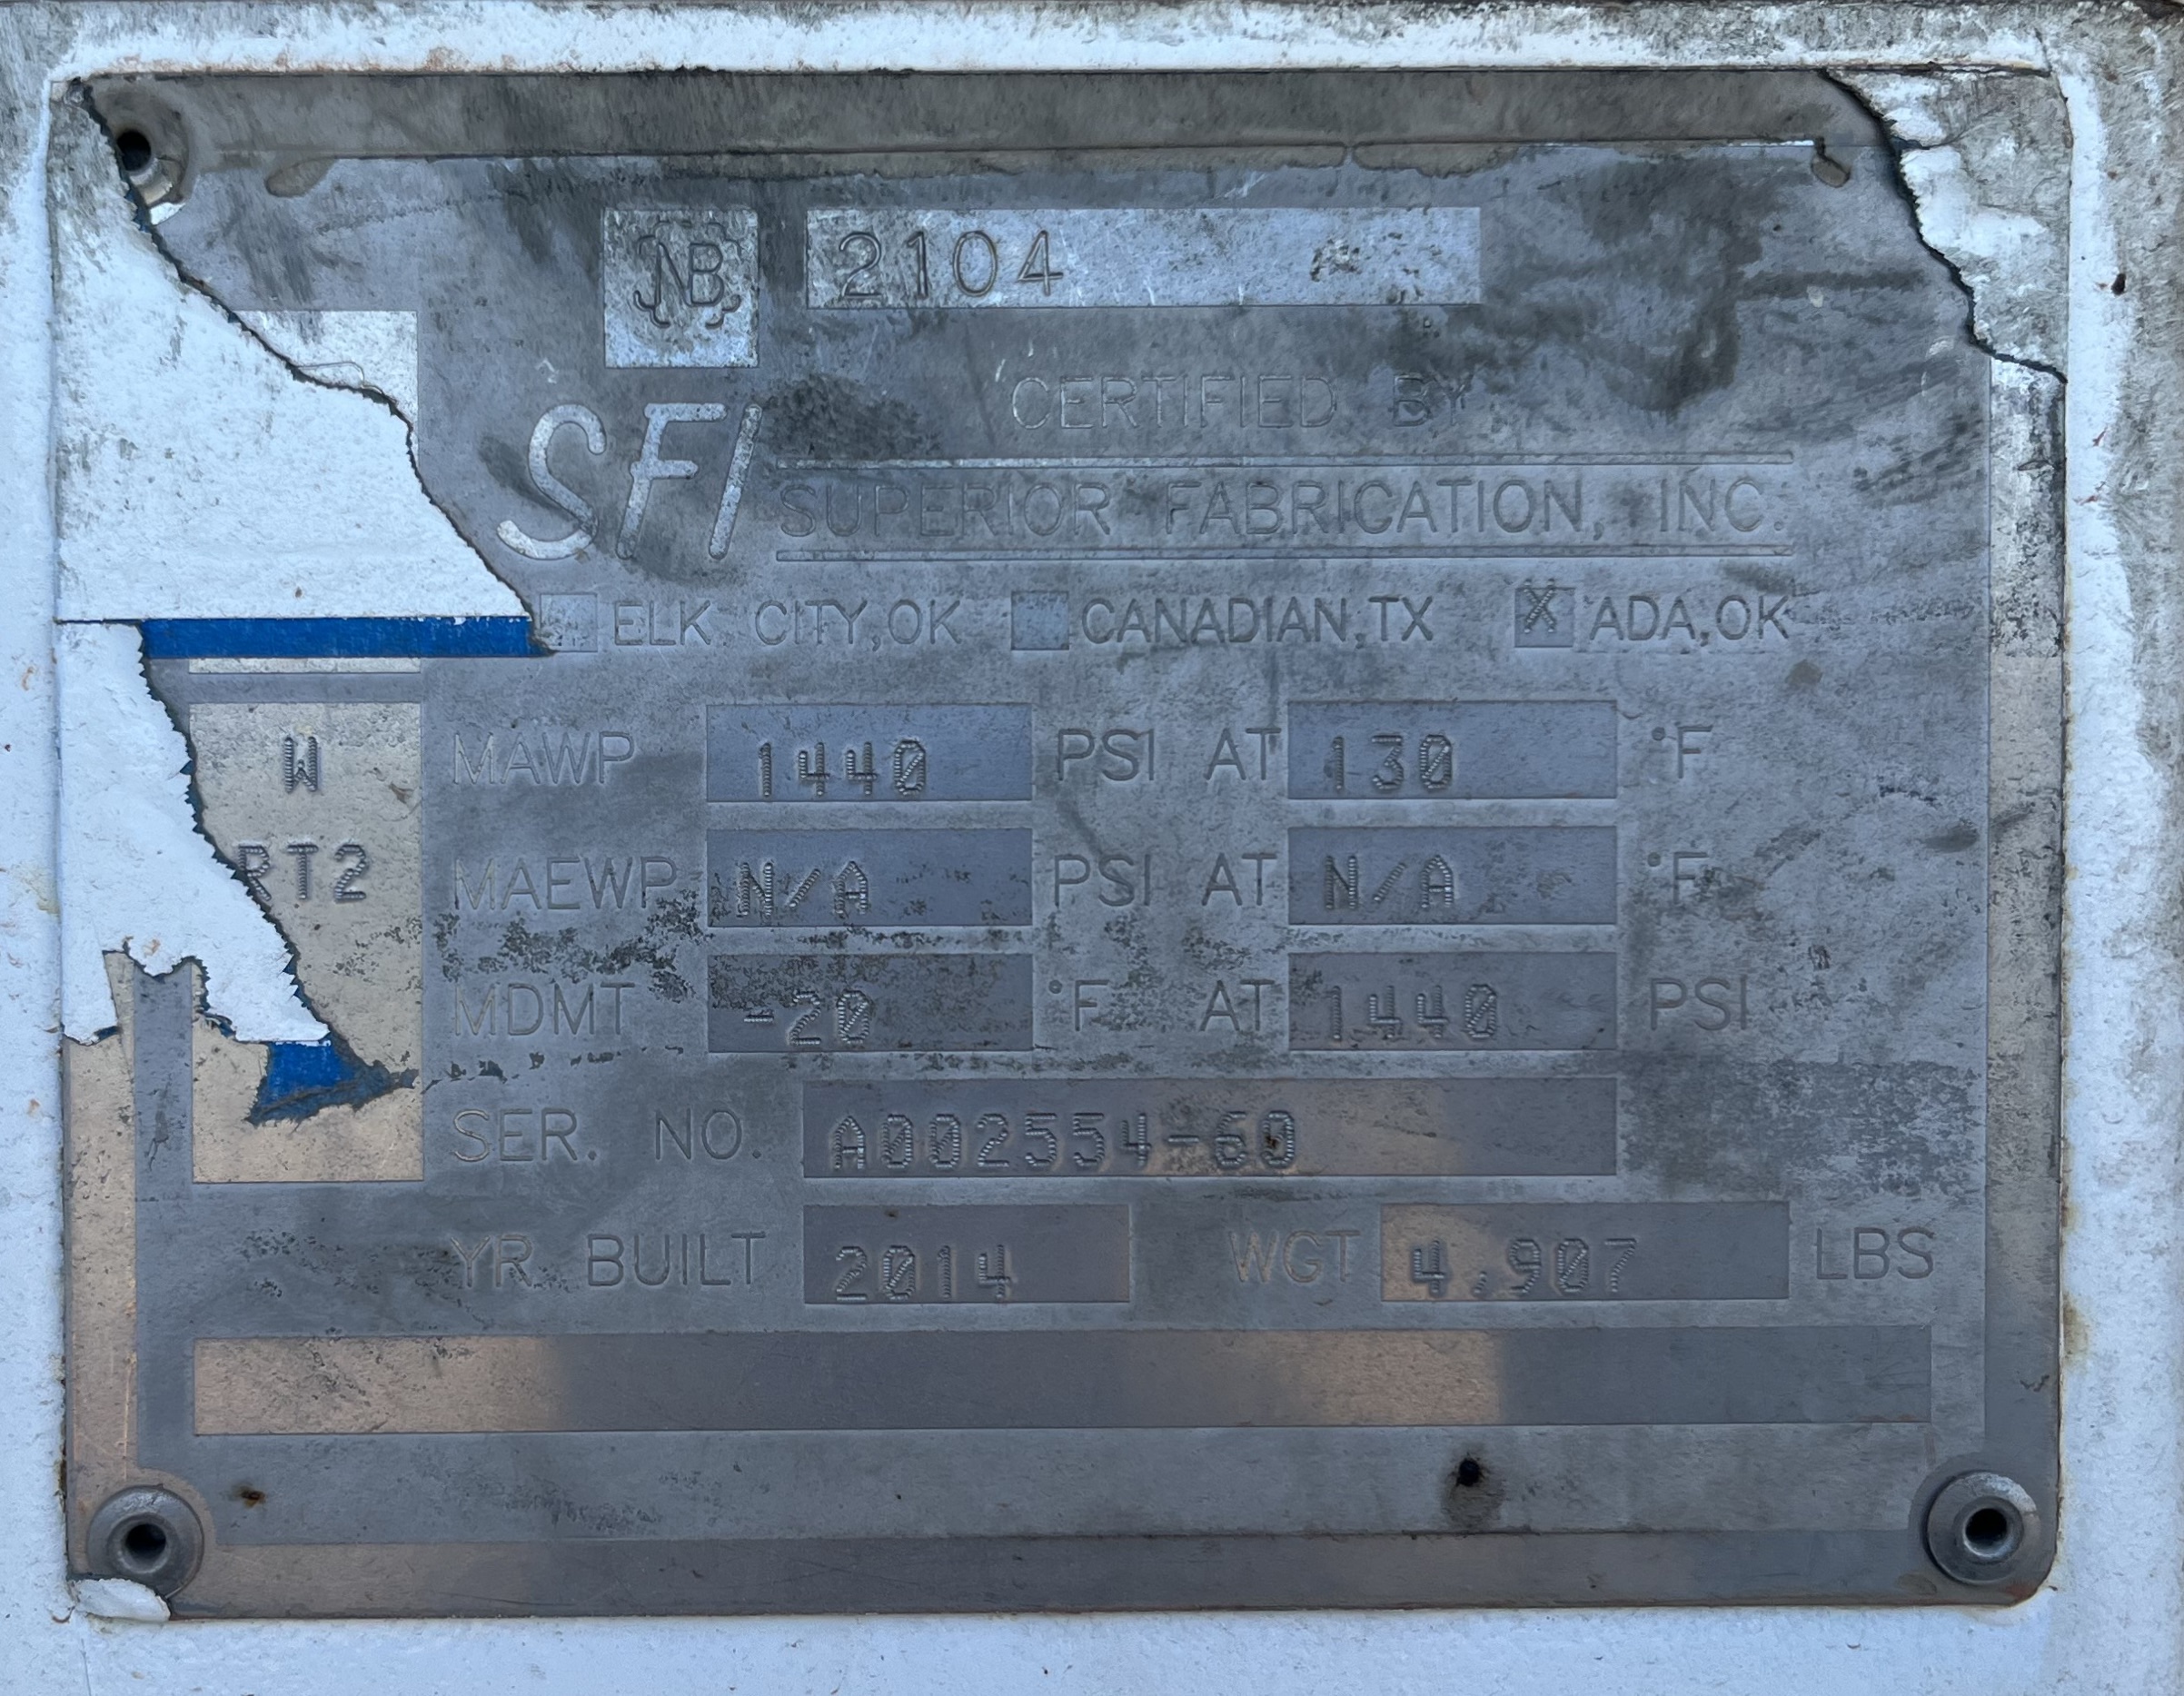 NB 2104
CERTIFIED BY
SFI SUPERIOR FABRICATION, INC.
ELK CITY, OK CANADIAN, TX X ADA, OK
W MAWP 1440 PSI AT 130 °F
RT2 MAEWP N/A PSI AT N/A °F
MDMT -20 °F AT 1440 PSI
SER. NO. A002554-60
YR. BUILT 2014 WGT 4,907 LBS